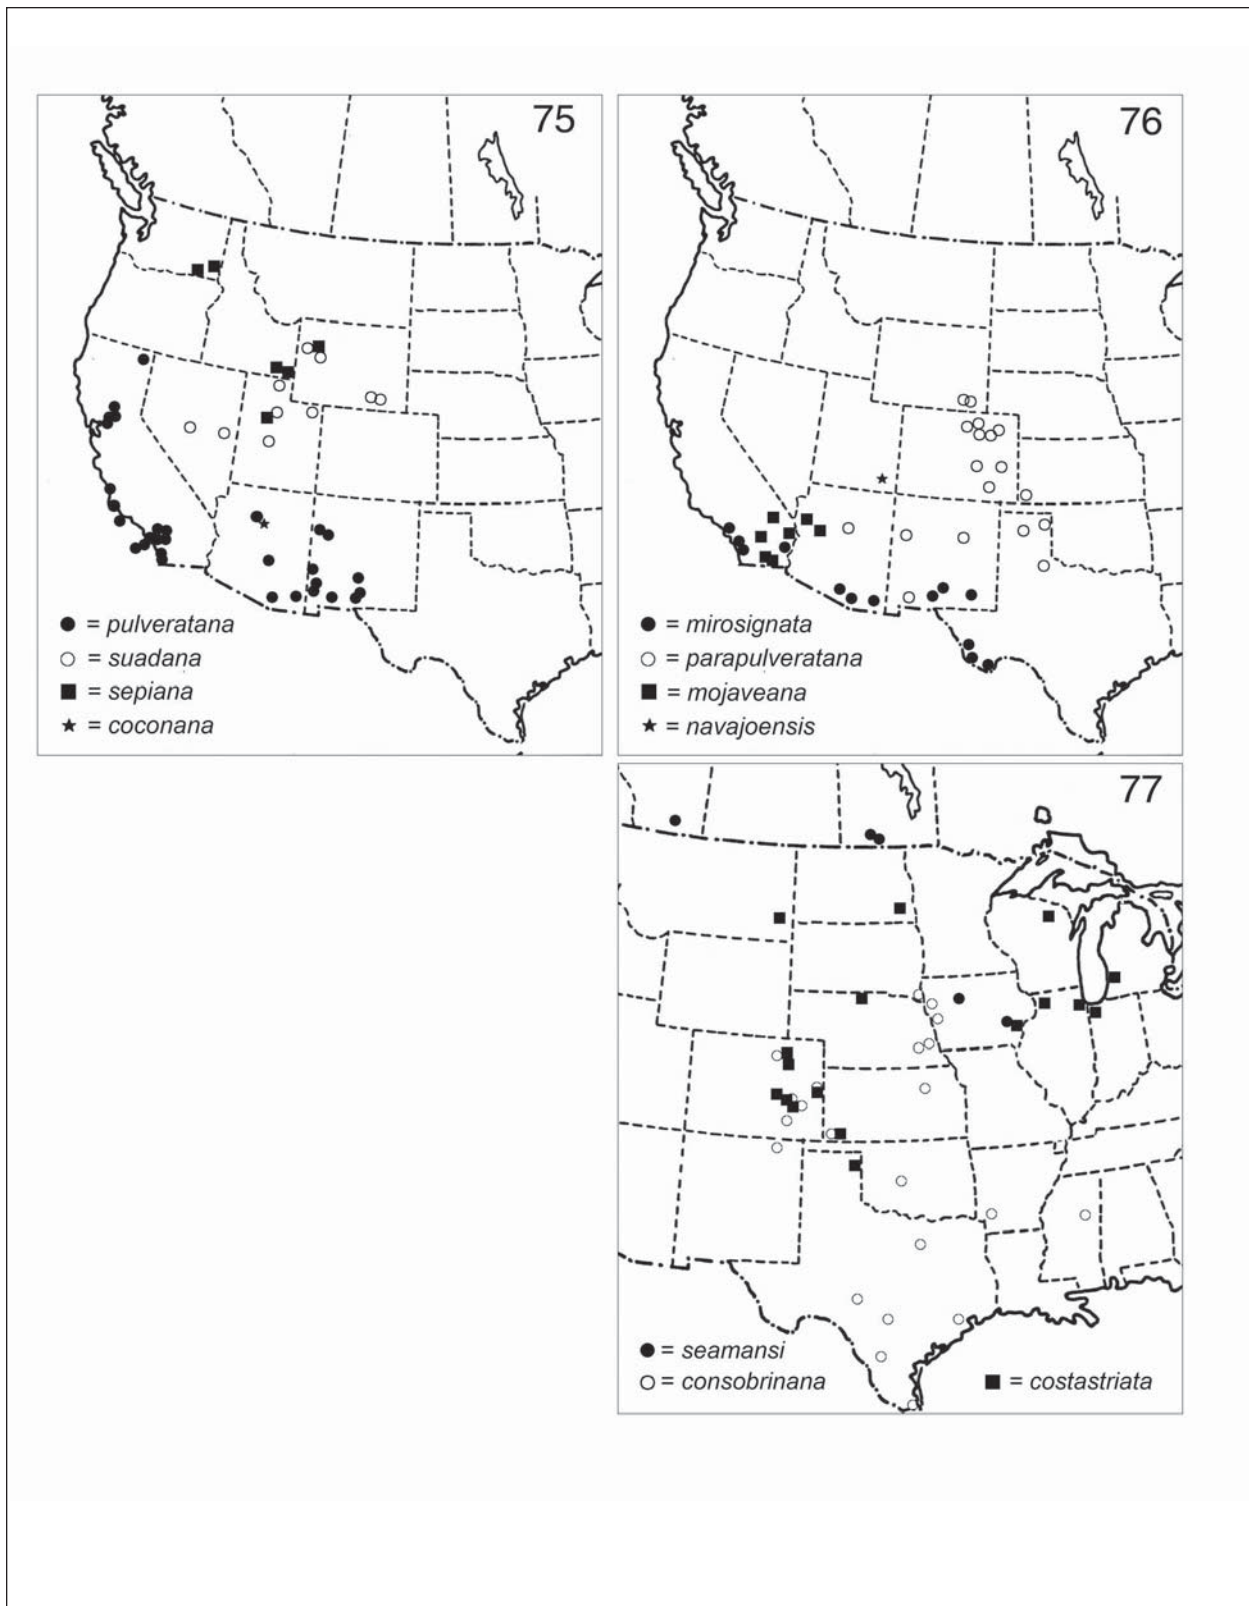 75
● = pulveratana
○ = suadana
■ = sepiana
★ = coconana
76
● = mirosignata
○ = parapulveratana
■ = mojaveana
★ = navajoensis
77
● = seamansi
○ = consobrinana
■ = costastriata